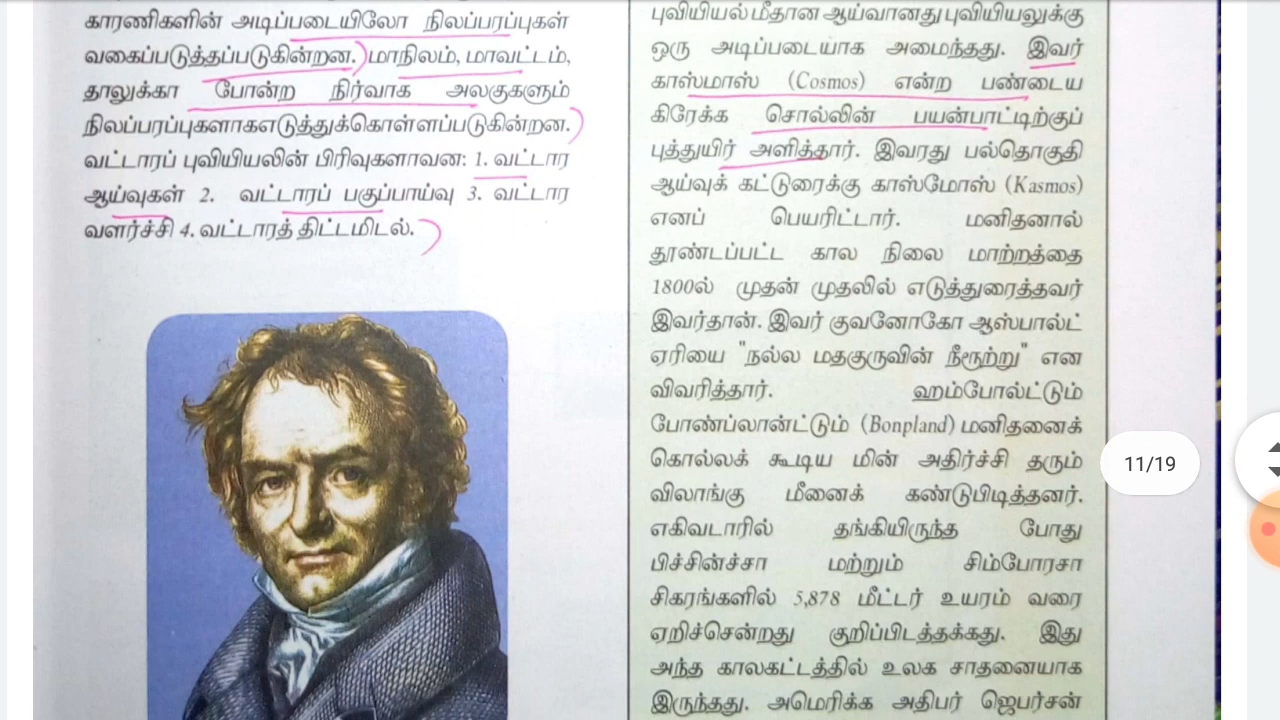 காரணிகளின் அடிப்படையிலோ நிலப்பரப்புகள்
வகைப்படுத்தப்படுகின்றன. மாநிலம், மாவட்டம்,
தாலுக்கா போன்ற நிர்வாக அலகுகளும்
நிலப்பரப்புகளாகஎடுத்துக்கொள்ளப்படுகின்றன.
வட்டாரப் புவியியலின் பிரிவுகளாவன: 1. வட்டார
ஆய்வுகள் 2. வட்டாரப் பகுப்பாய்வு 3. வட்டார
வளர்ச்சி 4. வட்டாரத் திட்டமிடல்.
புவியியல்மீதான ஆய்வானது புவியியலுக்கு
ஒரு அடிப்படையாக அமைந்தது. இவர்
காஸ்மாஸ் (Cosmos) என்ற பண்டைய
கிரேக்க சொல்லின் பயன்பாட்டிற்குப்
புத்துயிர் அளித்தார். இவரது பல்தொகுதி
ஆய்வுக் கட்டுரைக்கு காஸ்மோஸ் (Kasmos)
எனப் பெயரிட்டார். மனிதனால்
தூண்டப்பட்ட கால நிலை மாற்றத்தை
1800ல் முதன் முதலில் எடுத்துரைத்தவர்
இவர்தான். இவர் குவனோகோ ஆஸ்பால்ட்
ஏரியை "நல்ல மதகுருவின் நீரூற்று" என
விவரித்தார். ஹம்போல்ட்டும்
போண்ப்லான்ட்டும் (Bonpland) மனிதனைக்
கொல்லக் கூடிய மின் அதிர்ச்சி தரும்
விலாங்கு மீனைக் கண்டுபிடித்தனர்.
எகிவடாரில் தங்கியிருந்த போது
பிச்சின்ச்சா மற்றும் சிம்போரசா
சிகரங்களில் 5,878 மீட்டர் உயரம் வரை
ஏறிச்சென்றது குறிப்பிடத்தக்கது. இது
அந்த காலகட்டத்தில் உலக சாதனையாக
இருந்தது. அமெரிக்க அதிபர் ஜெபர்சன்
11/19